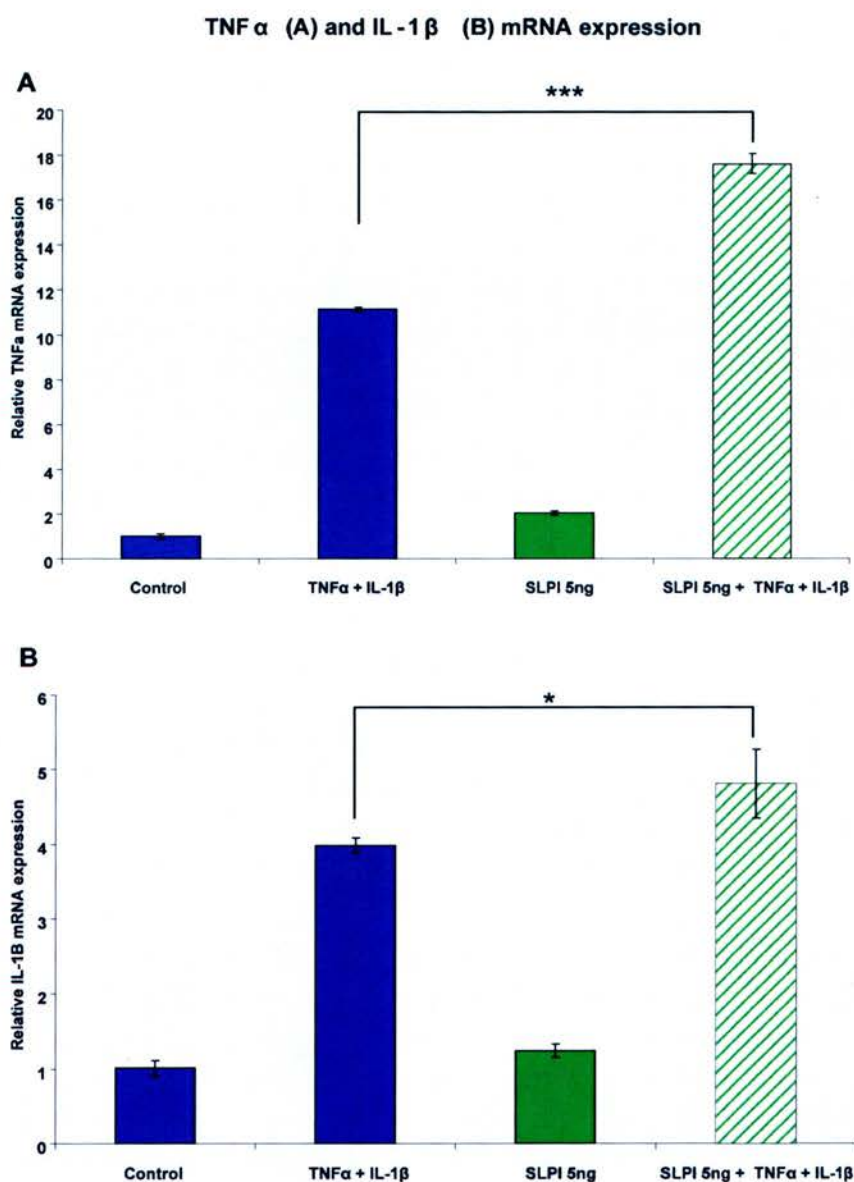 TNF α (A) and IL-1β (B) mRNA expression
A
***
Relative TNFa mRNA expression
20
18
16
14
12
10
8
6
4
2
0
Control TNFα + IL-1β SLPI 5ng SLPI 5ng + TNFα + IL-1β
B
*
Relative IL-1B mRNA expression
6
5
4
3
2
1
0
Control TNFα + IL-1β SLPI 5ng SLPI 5ng + TNFα + IL-1β